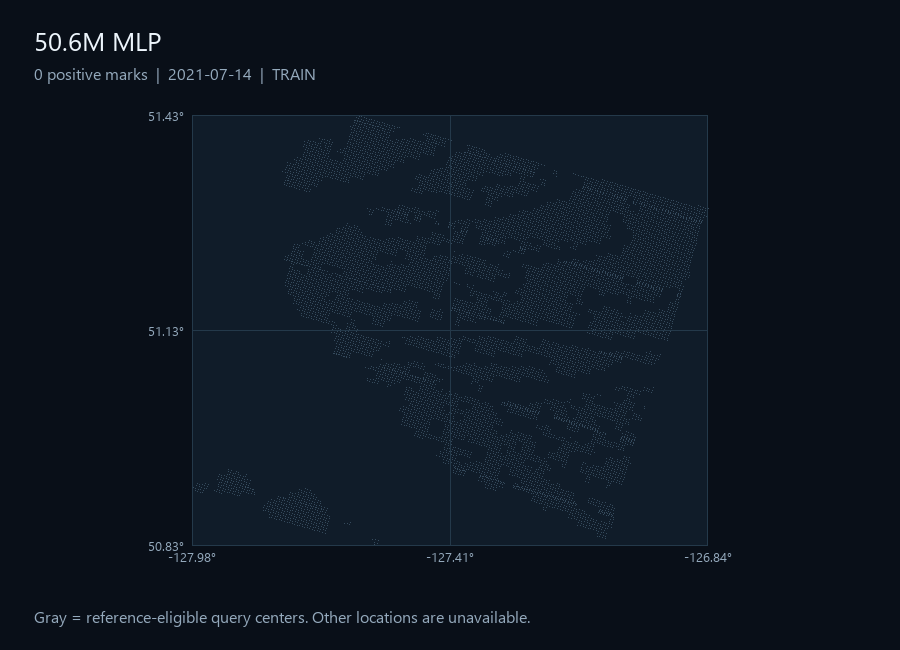 50.6M MLP
0 positive marks | 2021-07-14 | TRAIN
51.43°
51.13°
50.83°
-127.98°
-127.41°
-126.84°
Gray = reference-eligible query centers. Other locations are unavailable.